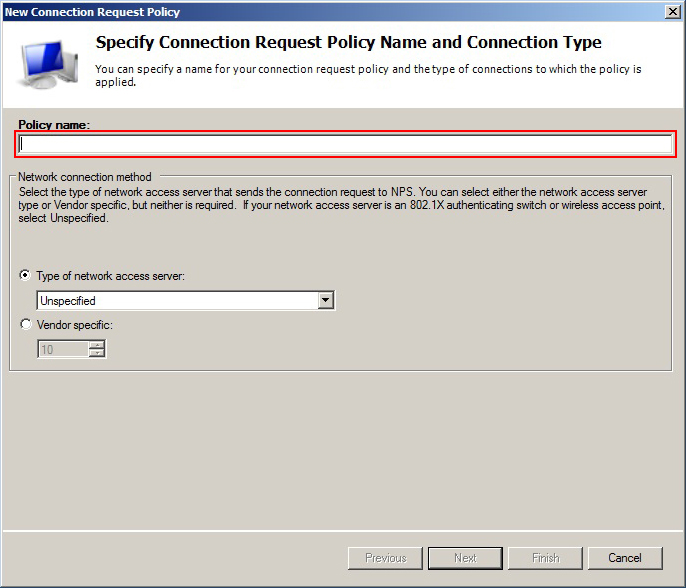 New Connection Request Policy
Specify Connection Request Policy Name and Connection Type
You can specify a name for your connection request policy and the type of connections to which the policy is
applied.
Policy name:
Network connection method
Select the type of network access server that sends the connection request to NPS. You can select either the network access server
type or Vendor specific, but neither is required.  If your network access server is an 802.1X authenticating switch or wireless access point,
select Unspecified.
Type of network access server:
Unspecified
Vendor specific:
10
Previous Next Finish Cancel